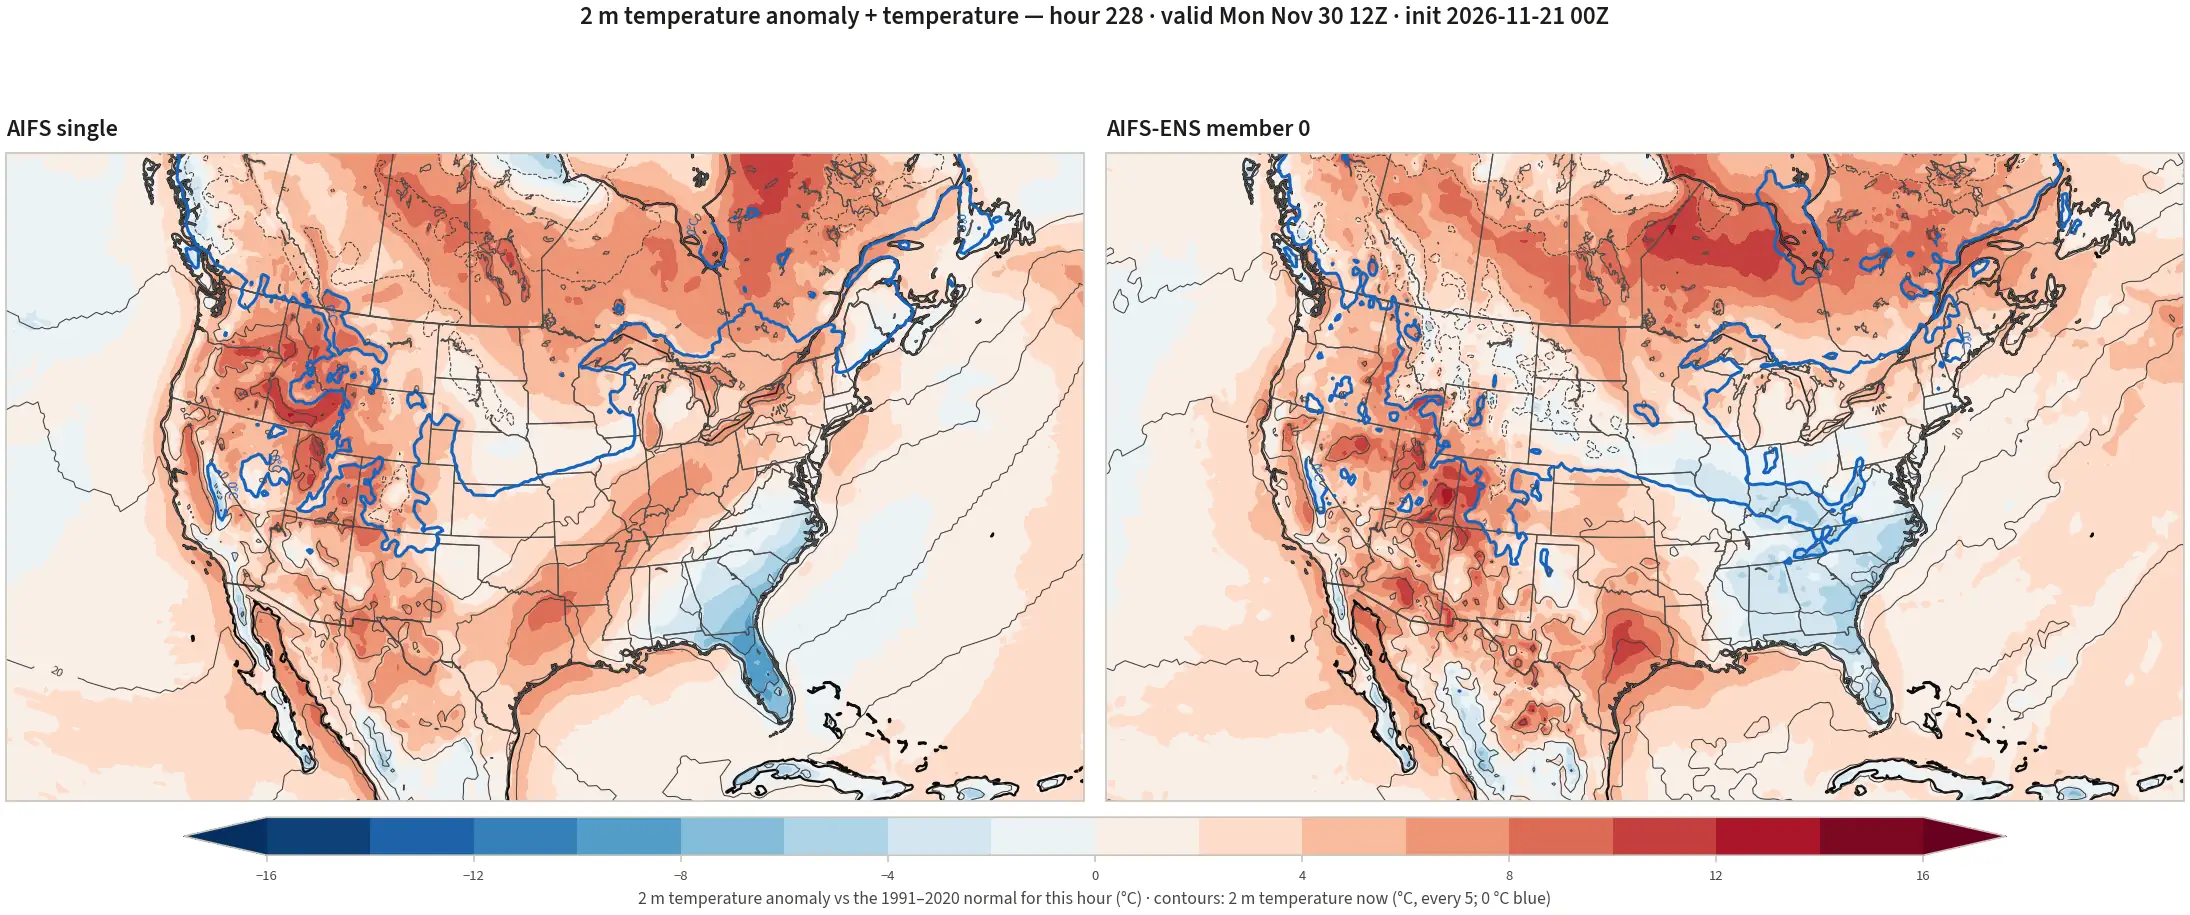 2 m temperature anomaly + temperature — hour 228 · valid Mon Nov 30 12Z · init 2026-11-21 00Z
AIFS single
AIFS-ENS member 0
20
10
−16
−12
−8
−4
0
4
8
12
16
2 m temperature anomaly vs the 1991–2020 normal for this hour (°C) · contours: 2 m temperature now (°C, every 5; 0 °C blue)